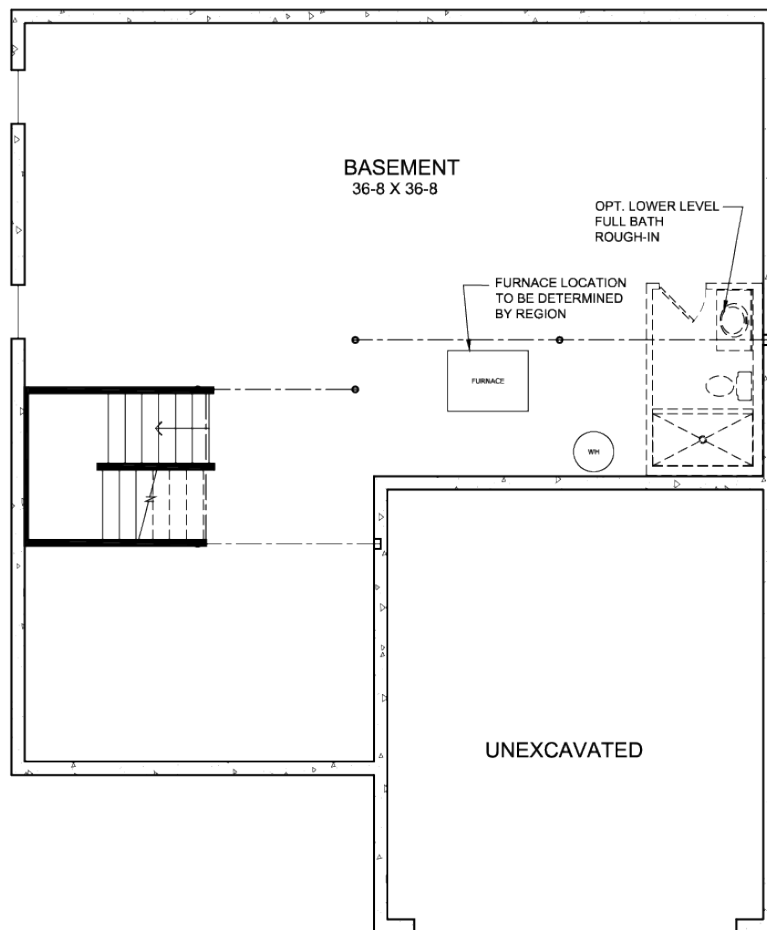 BASEMENT
36-8 X 36-8
OPT. LOWER LEVEL
FULL BATH
ROUGH-IN
FURNACE LOCATION
TO BE DETERMINED
BY REGION
FURNACE
WH
UNEXCAVATED